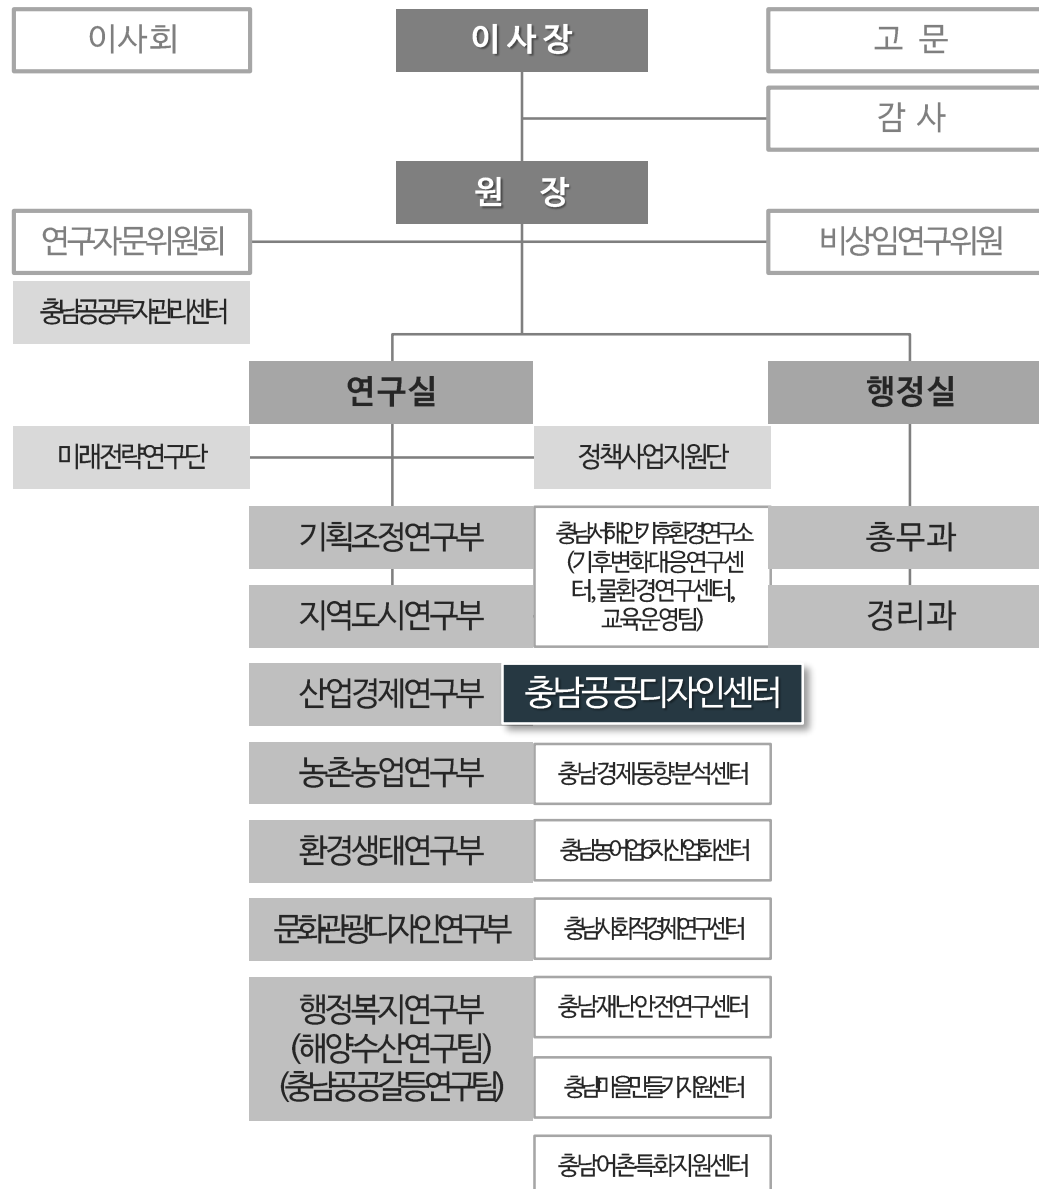 이사회
이사장
고 문
감 사
원 장
연구자문위원회
비상임연구위원
충남공공투자관리센터
연구실
행정실
미래전략연구단
정책사업지원단
기획조정연구부
충남서해안기후환경연구소
(기후변화대응연구센
터, 물환경연구센터,
교육운영팀)
총무과
지역도시연구부
경리과
산업경제연구부
충남공공디자인센터
농촌농업연구부
충남경제동향분석센터
환경생태연구부
충남농어업6차산업화센터
문화관광디자인연구부
충남사회적경제연구센터
행정복지연구부
(해양수산연구팀)
(충남공공갈등연구팀)
충남재난안전연구센터
충남마을만들기지원센터
충남어촌특화지원센터